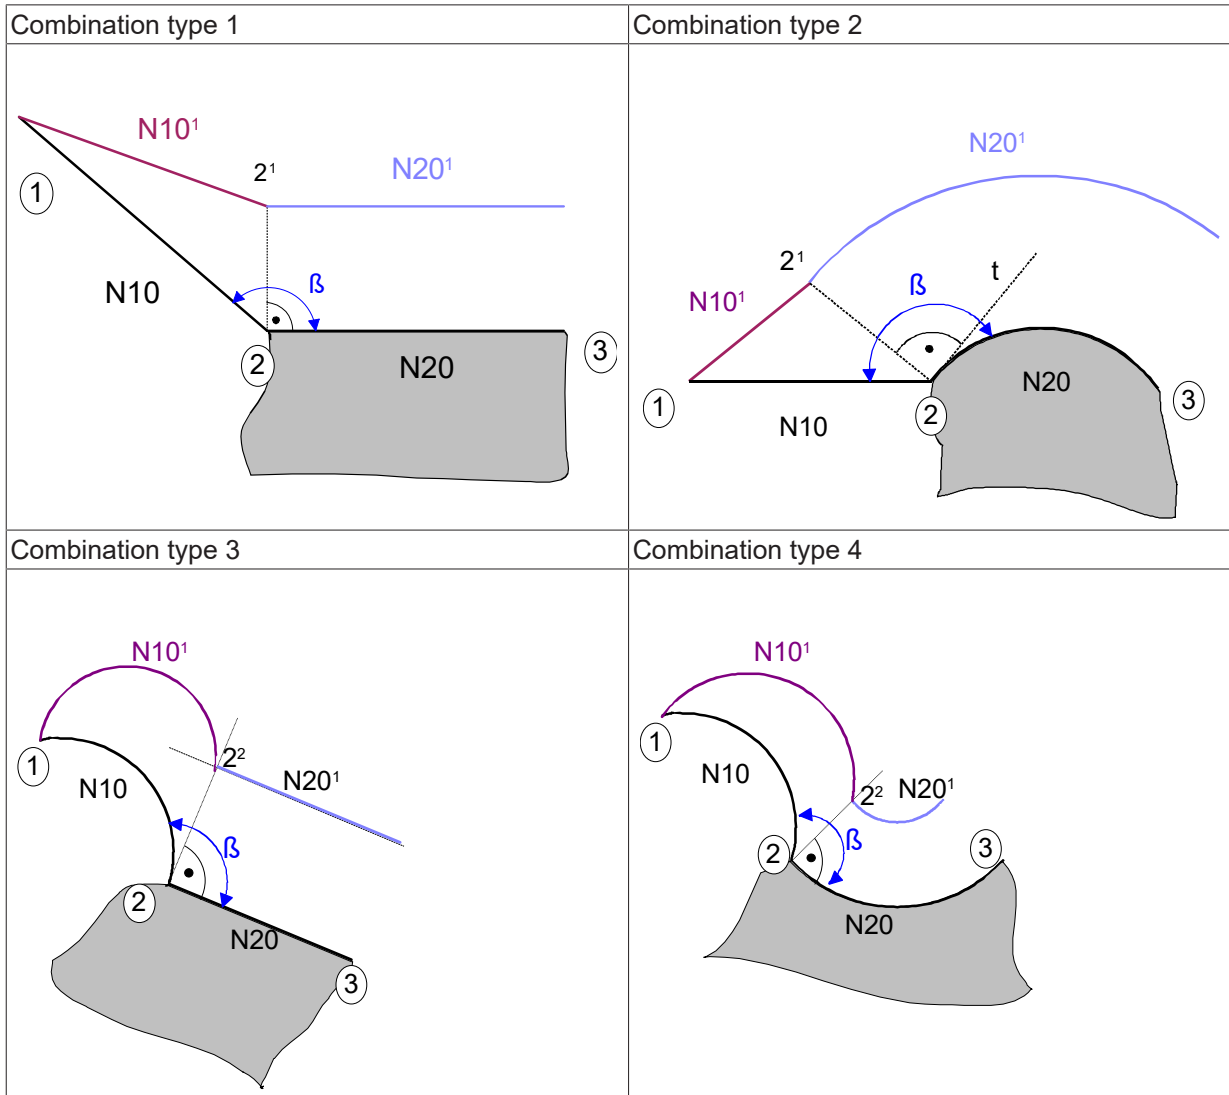 Combination type 1
N10¹
2¹
N20¹
1
ß
N10
2
N20
3
Combination type 2
N20¹
2¹
t
N10¹
ß
N20
1
2
3
N10
Combination type 3
N10¹
2²
1
N20¹
N10
ß
2
N20
3
Combination type 4
N10¹
1
N10
2²
N20¹
ß
2
3
N20